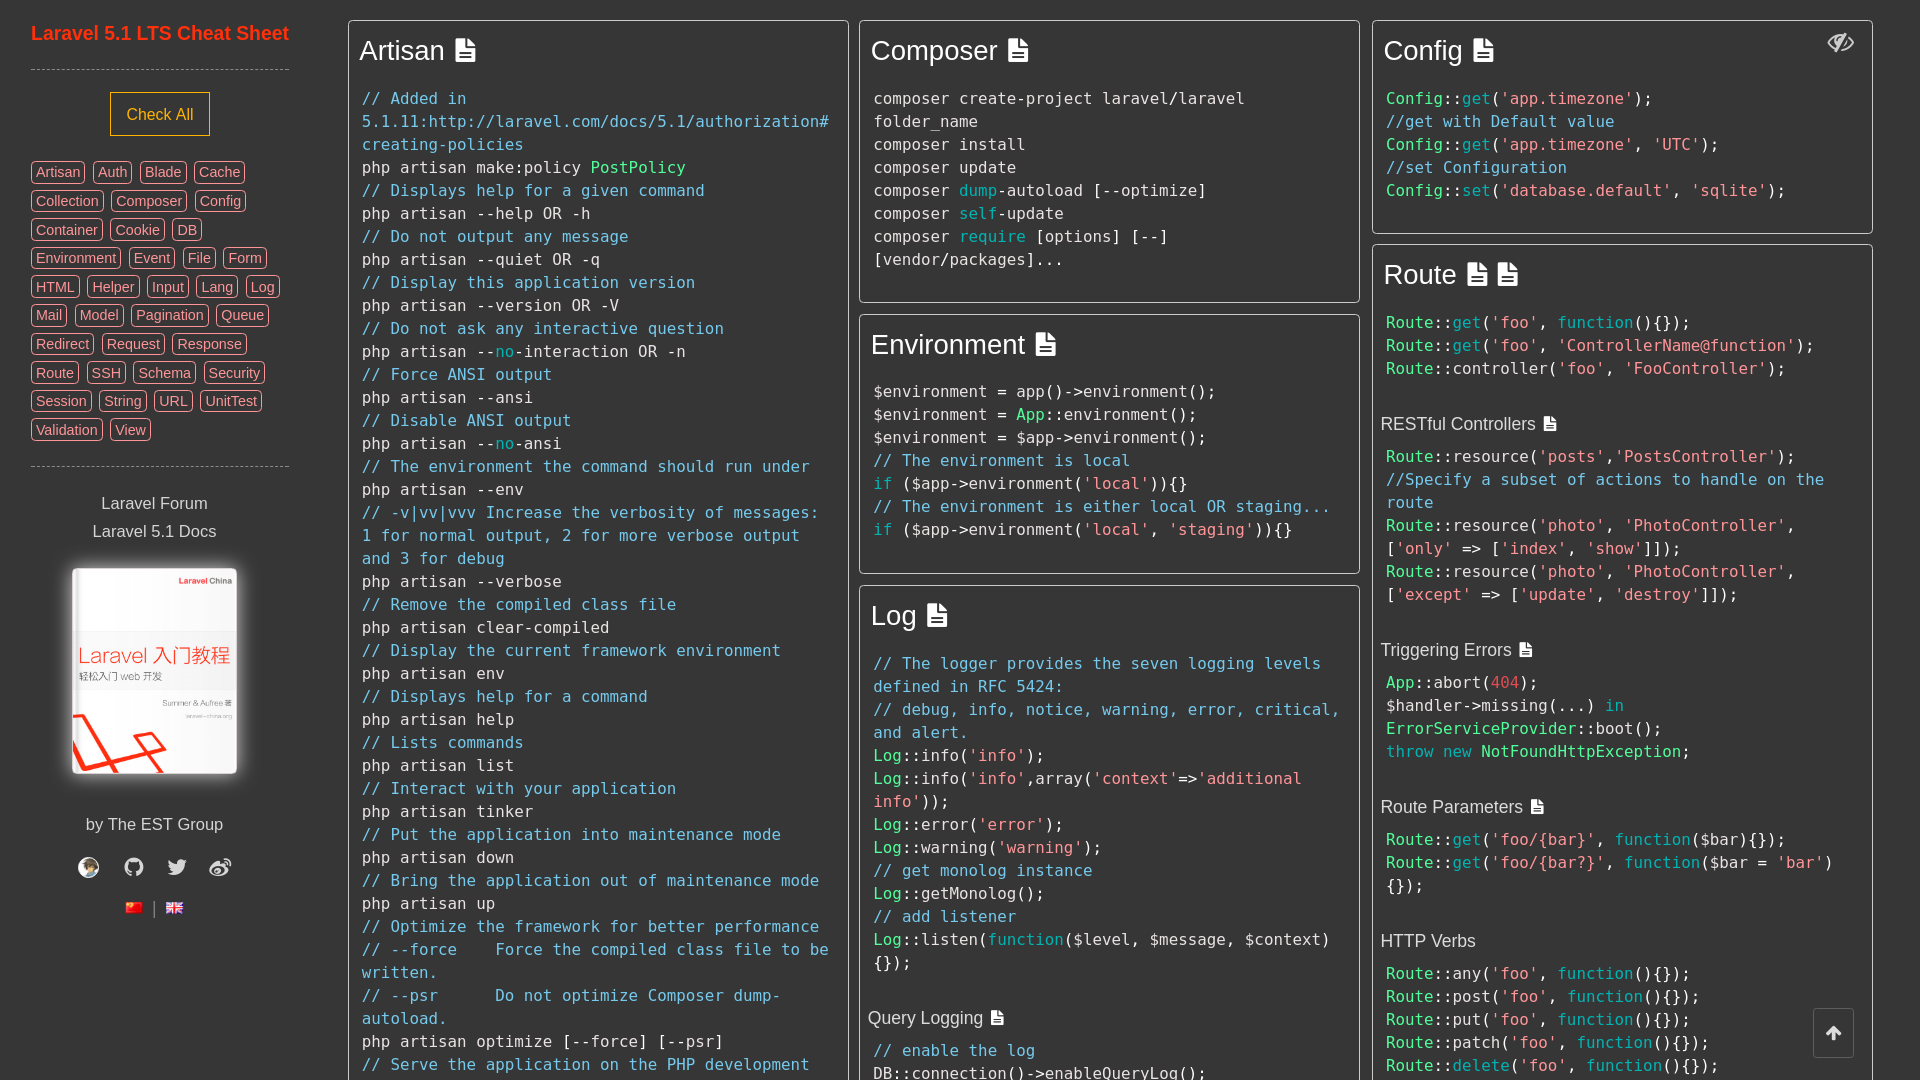 Laravel 5.1 LTS Cheat Sheet
Check All
Artisan Auth Blade Cache
Collection Composer Config
Container Cookie DB
Environment Event File Form
HTML Helper Input Lang Log
Mail Model Pagination Queue
Redirect Request Response
Route SSH Schema Security
Session String URL UnitTest
Validation View
Laravel Forum
Laravel 5.1 Docs
Laravel China
Laravel 入门教程
轻松入门 web 开发
Summer & Aufree 著
laravel-china.org
by The EST Group
|
Artisan
// Added in
5.1.11:http://laravel.com/docs/5.1/authorization#
creating-policies
php artisan make:policy PostPolicy
// Displays help for a given command
php artisan --help OR -h
// Do not output any message
php artisan --quiet OR -q
// Display this application version
php artisan --version OR -V
// Do not ask any interactive question
php artisan --no-interaction OR -n
// Force ANSI output
php artisan --ansi
// Disable ANSI output
php artisan --no-ansi
// The environment the command should run under
php artisan --env
// -v|vv|vvv Increase the verbosity of messages:
1 for normal output, 2 for more verbose output
and 3 for debug
php artisan --verbose
// Remove the compiled class file
php artisan clear-compiled
// Display the current framework environment
php artisan env
// Displays help for a command
php artisan help
// Lists commands
php artisan list
// Interact with your application
php artisan tinker
// Put the application into maintenance mode
php artisan down
// Bring the application out of maintenance mode
php artisan up
// Optimize the framework for better performance
// --force    Force the compiled class file to be
written.
// --psr      Do not optimize Composer dump-
autoload.
php artisan optimize [--force] [--psr]
// Serve the application on the PHP development
Composer
composer create-project laravel/laravel
folder_name
composer install
composer update
composer dump-autoload [--optimize]
composer self-update
composer require [options] [--]
[vendor/packages]...
Environment
$environment = app()->environment();
$environment = App::environment();
$environment = $app->environment();
// The environment is local
if ($app->environment('local')){}
// The environment is either local OR staging...
if ($app->environment('local', 'staging')){}
Log
// The logger provides the seven logging levels
defined in RFC 5424:
// debug, info, notice, warning, error, critical,
and alert.
Log::info('info');
Log::info('info',array('context'=>'additional
info'));
Log::error('error');
Log::warning('warning');
// get monolog instance
Log::getMonolog();
// add listener
Log::listen(function($level, $message, $context)
{});
Query Logging
// enable the log
DB::connection()->enableQueryLog();
Config
Config::get('app.timezone');
//get with Default value
Config::get('app.timezone', 'UTC');
//set Configuration
Config::set('database.default', 'sqlite');
Route
Route::get('foo', function(){});
Route::get('foo', 'ControllerName@function');
Route::controller('foo', 'FooController');
RESTful Controllers
Route::resource('posts','PostsController');
//Specify a subset of actions to handle on the
route
Route::resource('photo', 'PhotoController',
['only' => ['index', 'show']]);
Route::resource('photo', 'PhotoController',
['except' => ['update', 'destroy']]);
Triggering Errors
App::abort(404);
$handler->missing(...) in
ErrorServiceProvider::boot();
throw new NotFoundHttpException;
Route Parameters
Route::get('foo/{bar}', function($bar){});
Route::get('foo/{bar?}', function($bar = 'bar')
{});
HTTP Verbs
Route::any('foo', function(){});
Route::post('foo', function(){});
Route::put('foo', function(){});
Route::patch('foo', function(){});
Route::delete('foo', function(){});